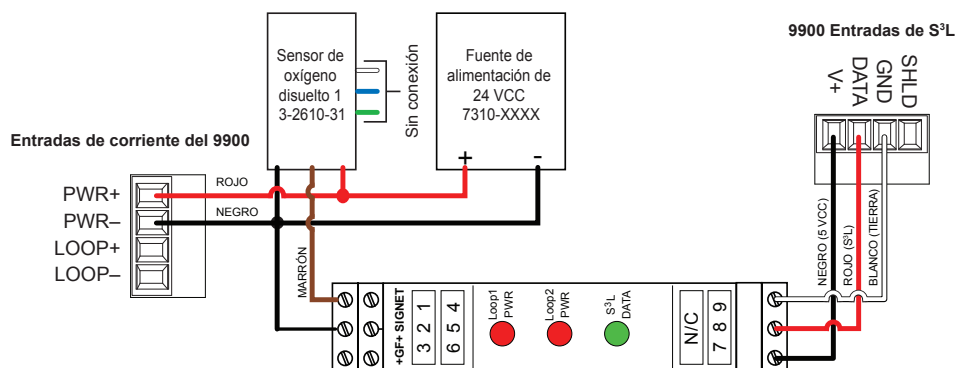 9900 Entradas de S³L
V+
DATA
GND
SHLD
Sensor de
oxígeno
disuelto 1
3-2610-31
Sin conexión
Fuente de
alimentación de
24 VCC
7310-XXXX
+
-
Entradas de corriente del 9900
PWR+
PWR–
LOOP+
LOOP–
ROJO
NEGRO
MARRÓN
NEGRO (5 VCC)
ROJO (S³L)
BLANCO (TIERRA)
+GF+ SIGNET
3 2 1
6 5 4
Loop1
PWR
Loop2
PWR
S³L
DATA
N/C
7 8 9